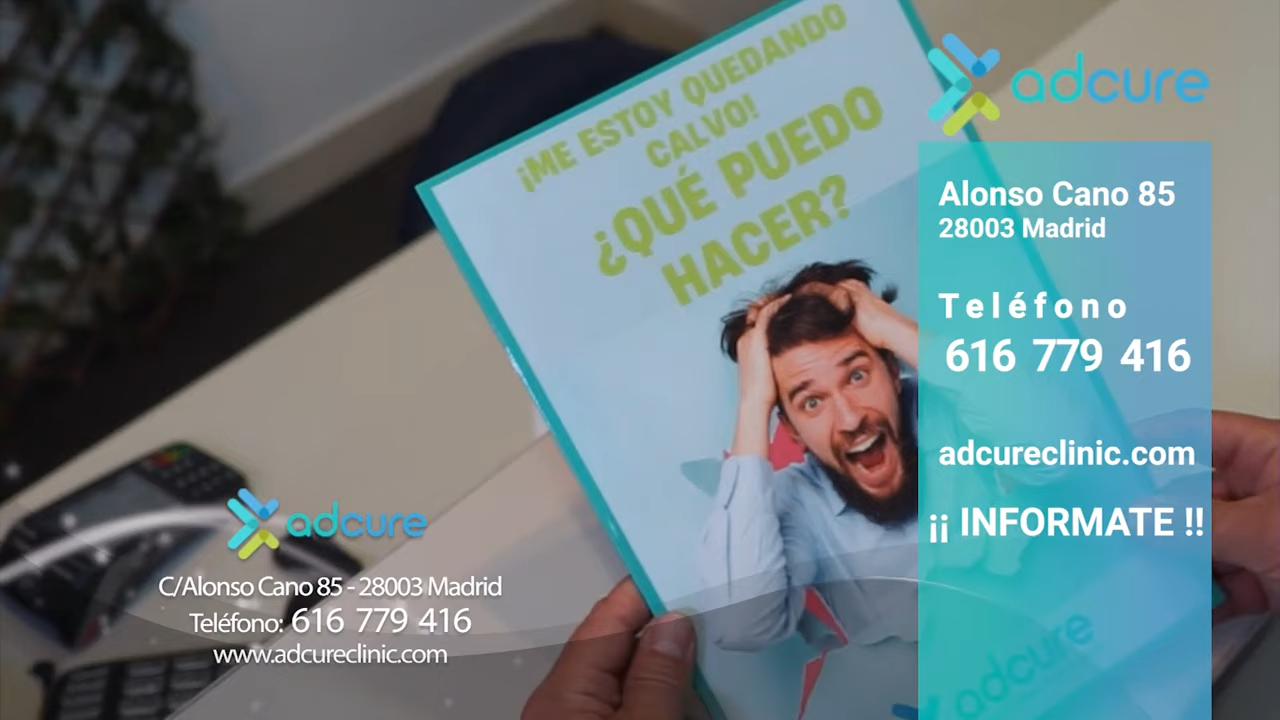 ¡ME ESTOY QUEDANDO
CALVO!
¿QUÉ PUEDO
HACER?
adcure
adcure
Alonso Cano 85
28003 Madrid
Teléfono
616 779 416
adcureclinic.com
¡¡ INFORMATE !!
adcure
C/Alonso Cano 85 - 28003 Madrid
Teléfono: 616 779 416
www.adcureclinic.com